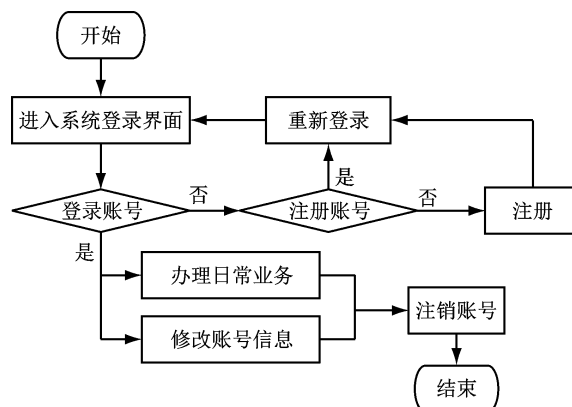 开始
进入系统登录界面
重新登录
登录账号
否
注册账号
是
否
注册
是
办理日常业务
修改账号信息
注销账号
结束